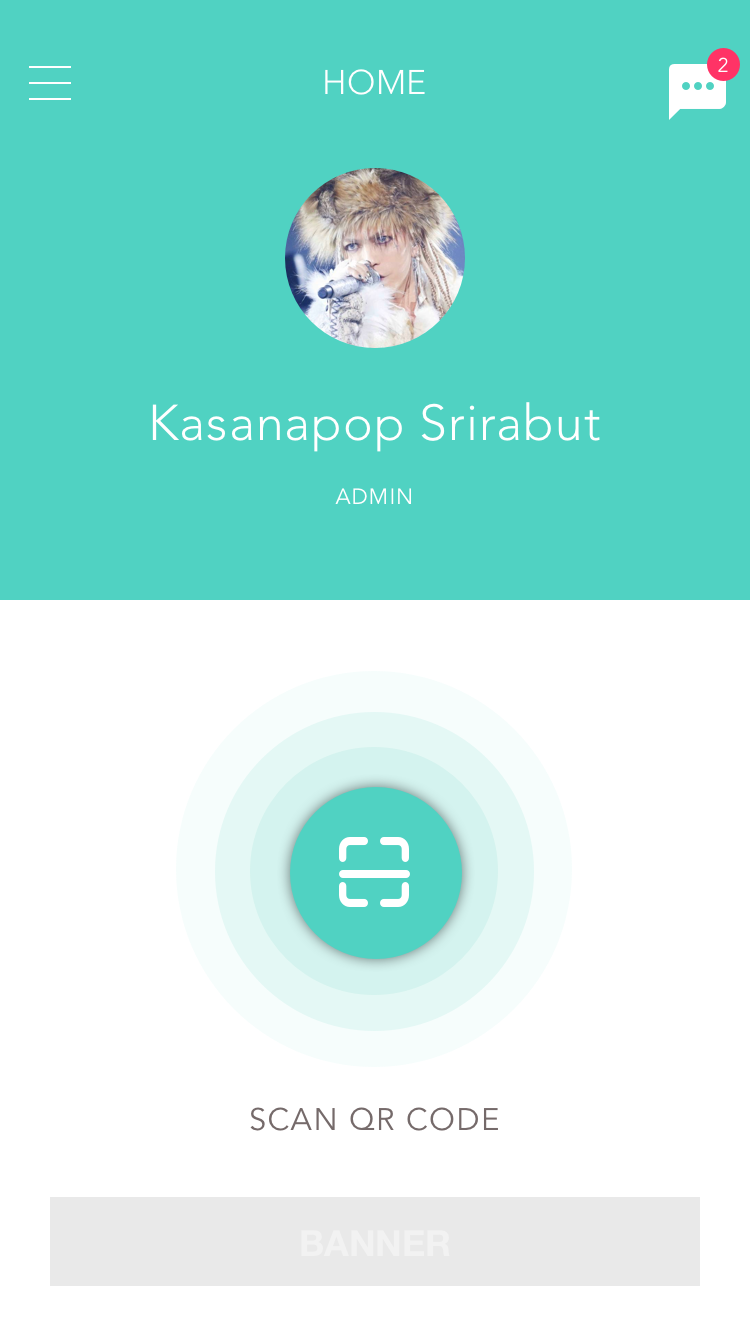 HOME
2
Kasanapop Srirabut
ADMIN
SCAN QR CODE
BANNER